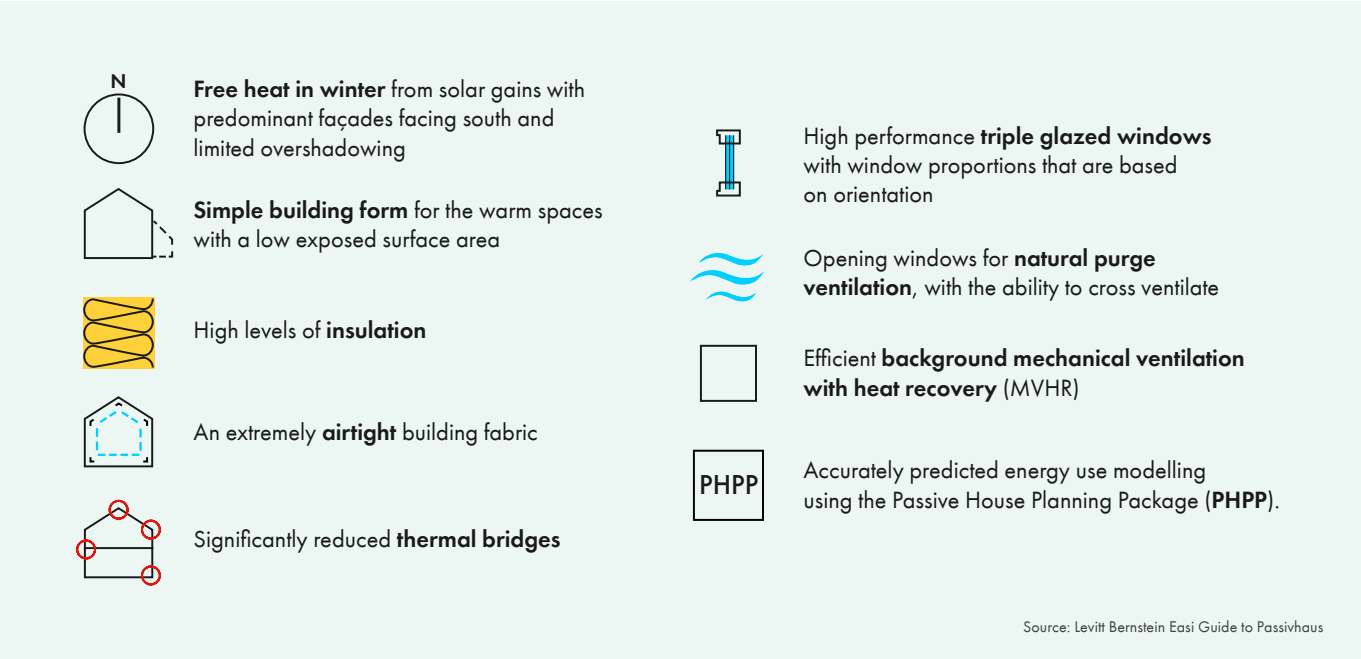 N
Free heat in winter from solar gains with
predominant façades facing south and
limited overshadowing
Simple building form for the warm spaces
with a low exposed surface area
High levels of insulation
An extremely airtight building fabric
Significantly reduced thermal bridges
High performance triple glazed windows
with window proportions that are based
on orientation
Opening windows for natural purge
ventilation, with the ability to cross ventilate
Efficient background mechanical ventilation
with heat recovery (MVHR)
PHPP
Accurately predicted energy use modelling
using the Passive House Planning Package (PHPP).
Source: Levitt Bernstein Easi Guide to Passivhaus